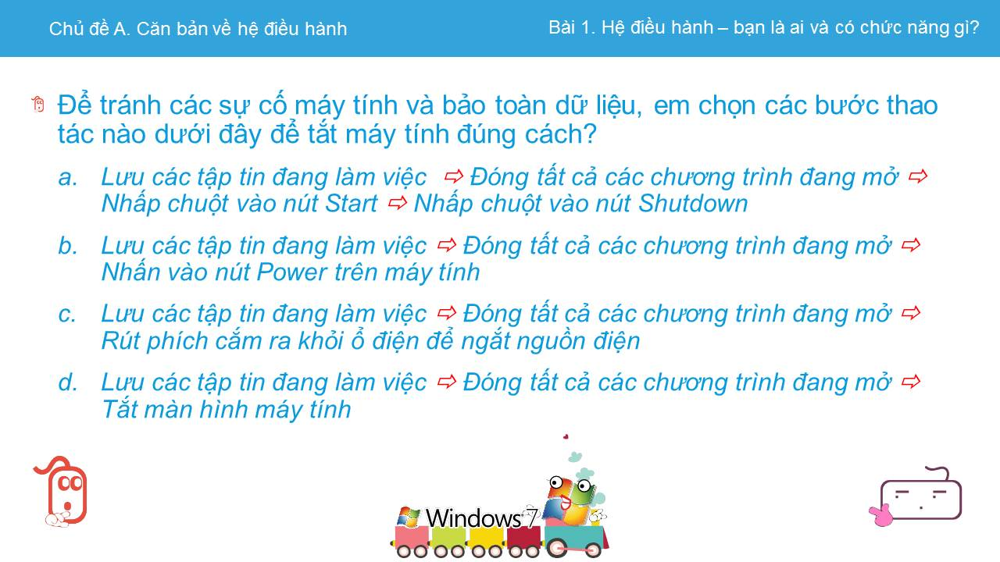 Chủ đề A. Căn bản về hệ điều hành
Bài 1. Hệ điều hành – bạn là ai và có chức năng gì?
Để tránh các sự cố máy tính và bảo toàn dữ liệu, em chọn các bước thao
tác nào dưới đây để tắt máy tính đúng cách?
a. Lưu các tập tin đang làm việc ⇨ Đóng tất cả các chương trình đang mở ⇨
Nhấp chuột vào nút Start ⇨ Nhấp chuột vào nút Shutdown
b. Lưu các tập tin đang làm việc ⇨ Đóng tất cả các chương trình đang mở ⇨
Nhấn vào nút Power trên máy tính
c. Lưu các tập tin đang làm việc ⇨ Đóng tất cả các chương trình đang mở ⇨
Rút phích cắm ra khỏi ổ điện để ngắt nguồn điện
d. Lưu các tập tin đang làm việc ⇨ Đóng tất cả các chương trình đang mở ⇨
Tắt màn hình máy tính
Windows 7